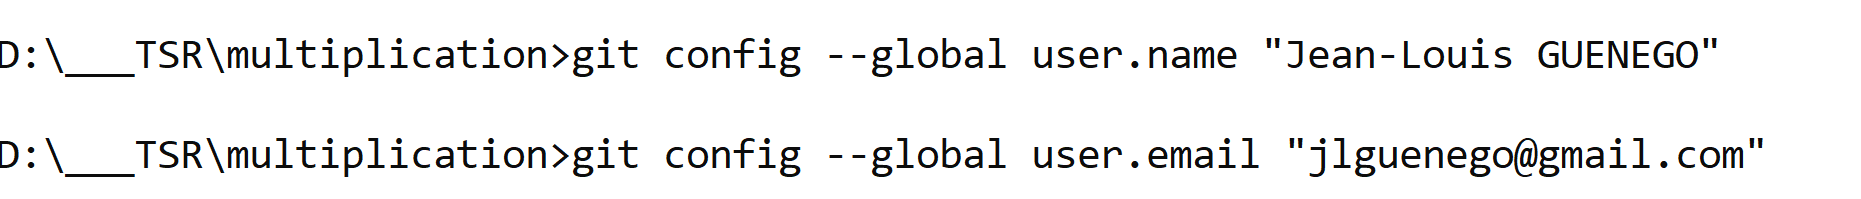 D:\___TSR\multiplication>git config --global user.name "Jean-Louis GUENEGO"
D:\___TSR\multiplication>git config --global user.email "jlguenego@gmail.com"